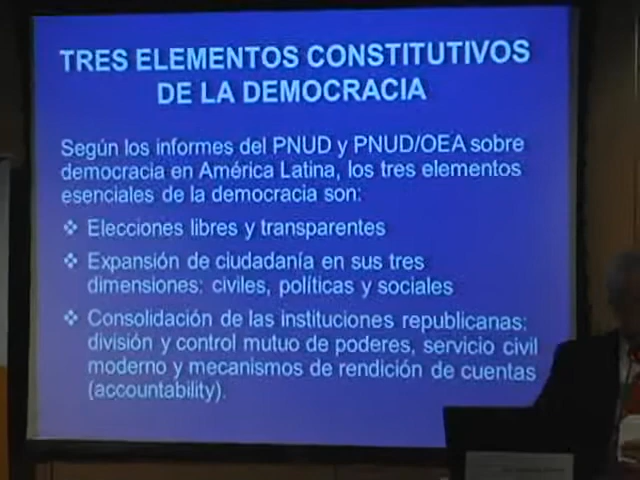 TRES ELEMENTOS CONSTITUTIVOS
DE LA DEMOCRACIA
Según los informes del PNUD y PNUD/OEA sobre
democracia en América Latina, los tres elementos
esenciales de la democracia son:
❖ Elecciones libres y transparentes
❖ Expansión de ciudadanía en sus tres
dimensiones: civiles, políticas y sociales
❖ Consolidación de las instituciones republicanas:
división y control mutuo de poderes, servicio civil
moderno y mecanismos de rendición de cuentas
(accountability).